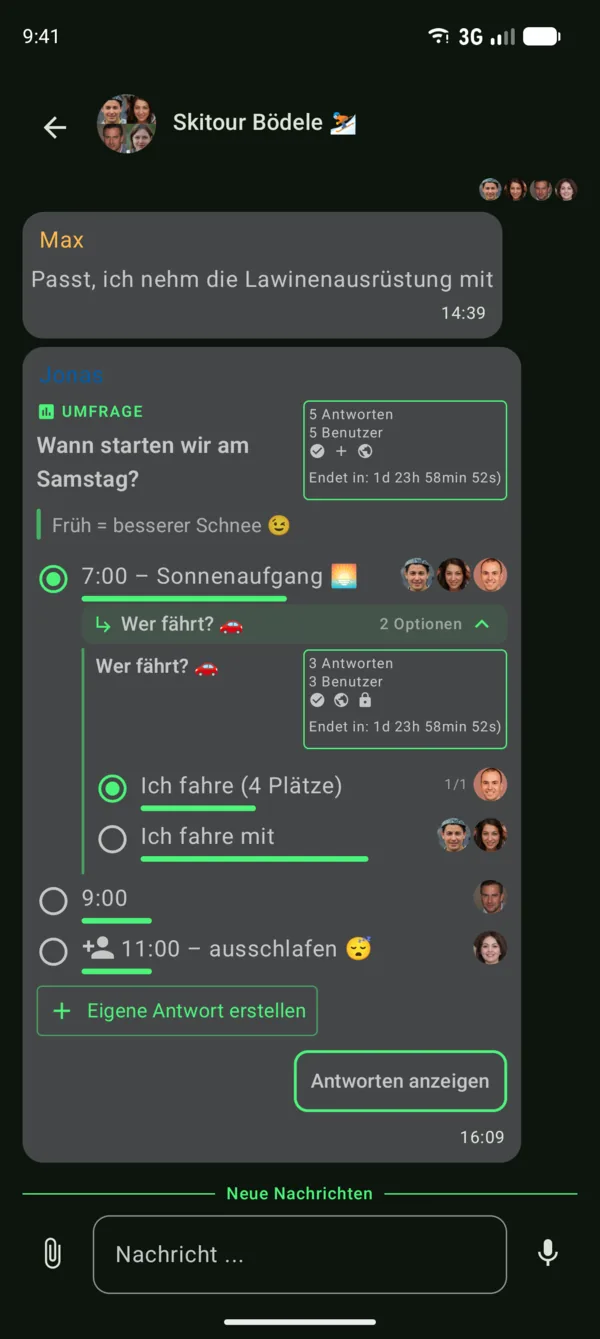 9:41
3G
Skitour Bödele ⛷️
Max
Passt, ich nehm die Lawinenausrüstung mit
14:39
Jonas
UMFRAGE
Wann starten wir am
Samstag?
5 Antworten
5 Benutzer
+
Endet in: 1d 23h 58min 52s)
Früh = besserer Schnee 😉
7:00 – Sonnenaufgang 🌅
Wer fährt? 🚗
2 Optionen
Wer fährt? 🚗
3 Antworten
3 Benutzer
Endet in: 1d 23h 58min 52s)
Ich fahre (4 Plätze)
1/1
Ich fahre mit
9:00
11:00 – ausschlafen 😴
+ Eigene Antwort erstellen
Antworten anzeigen
16:09
Neue Nachrichten
Nachricht ...